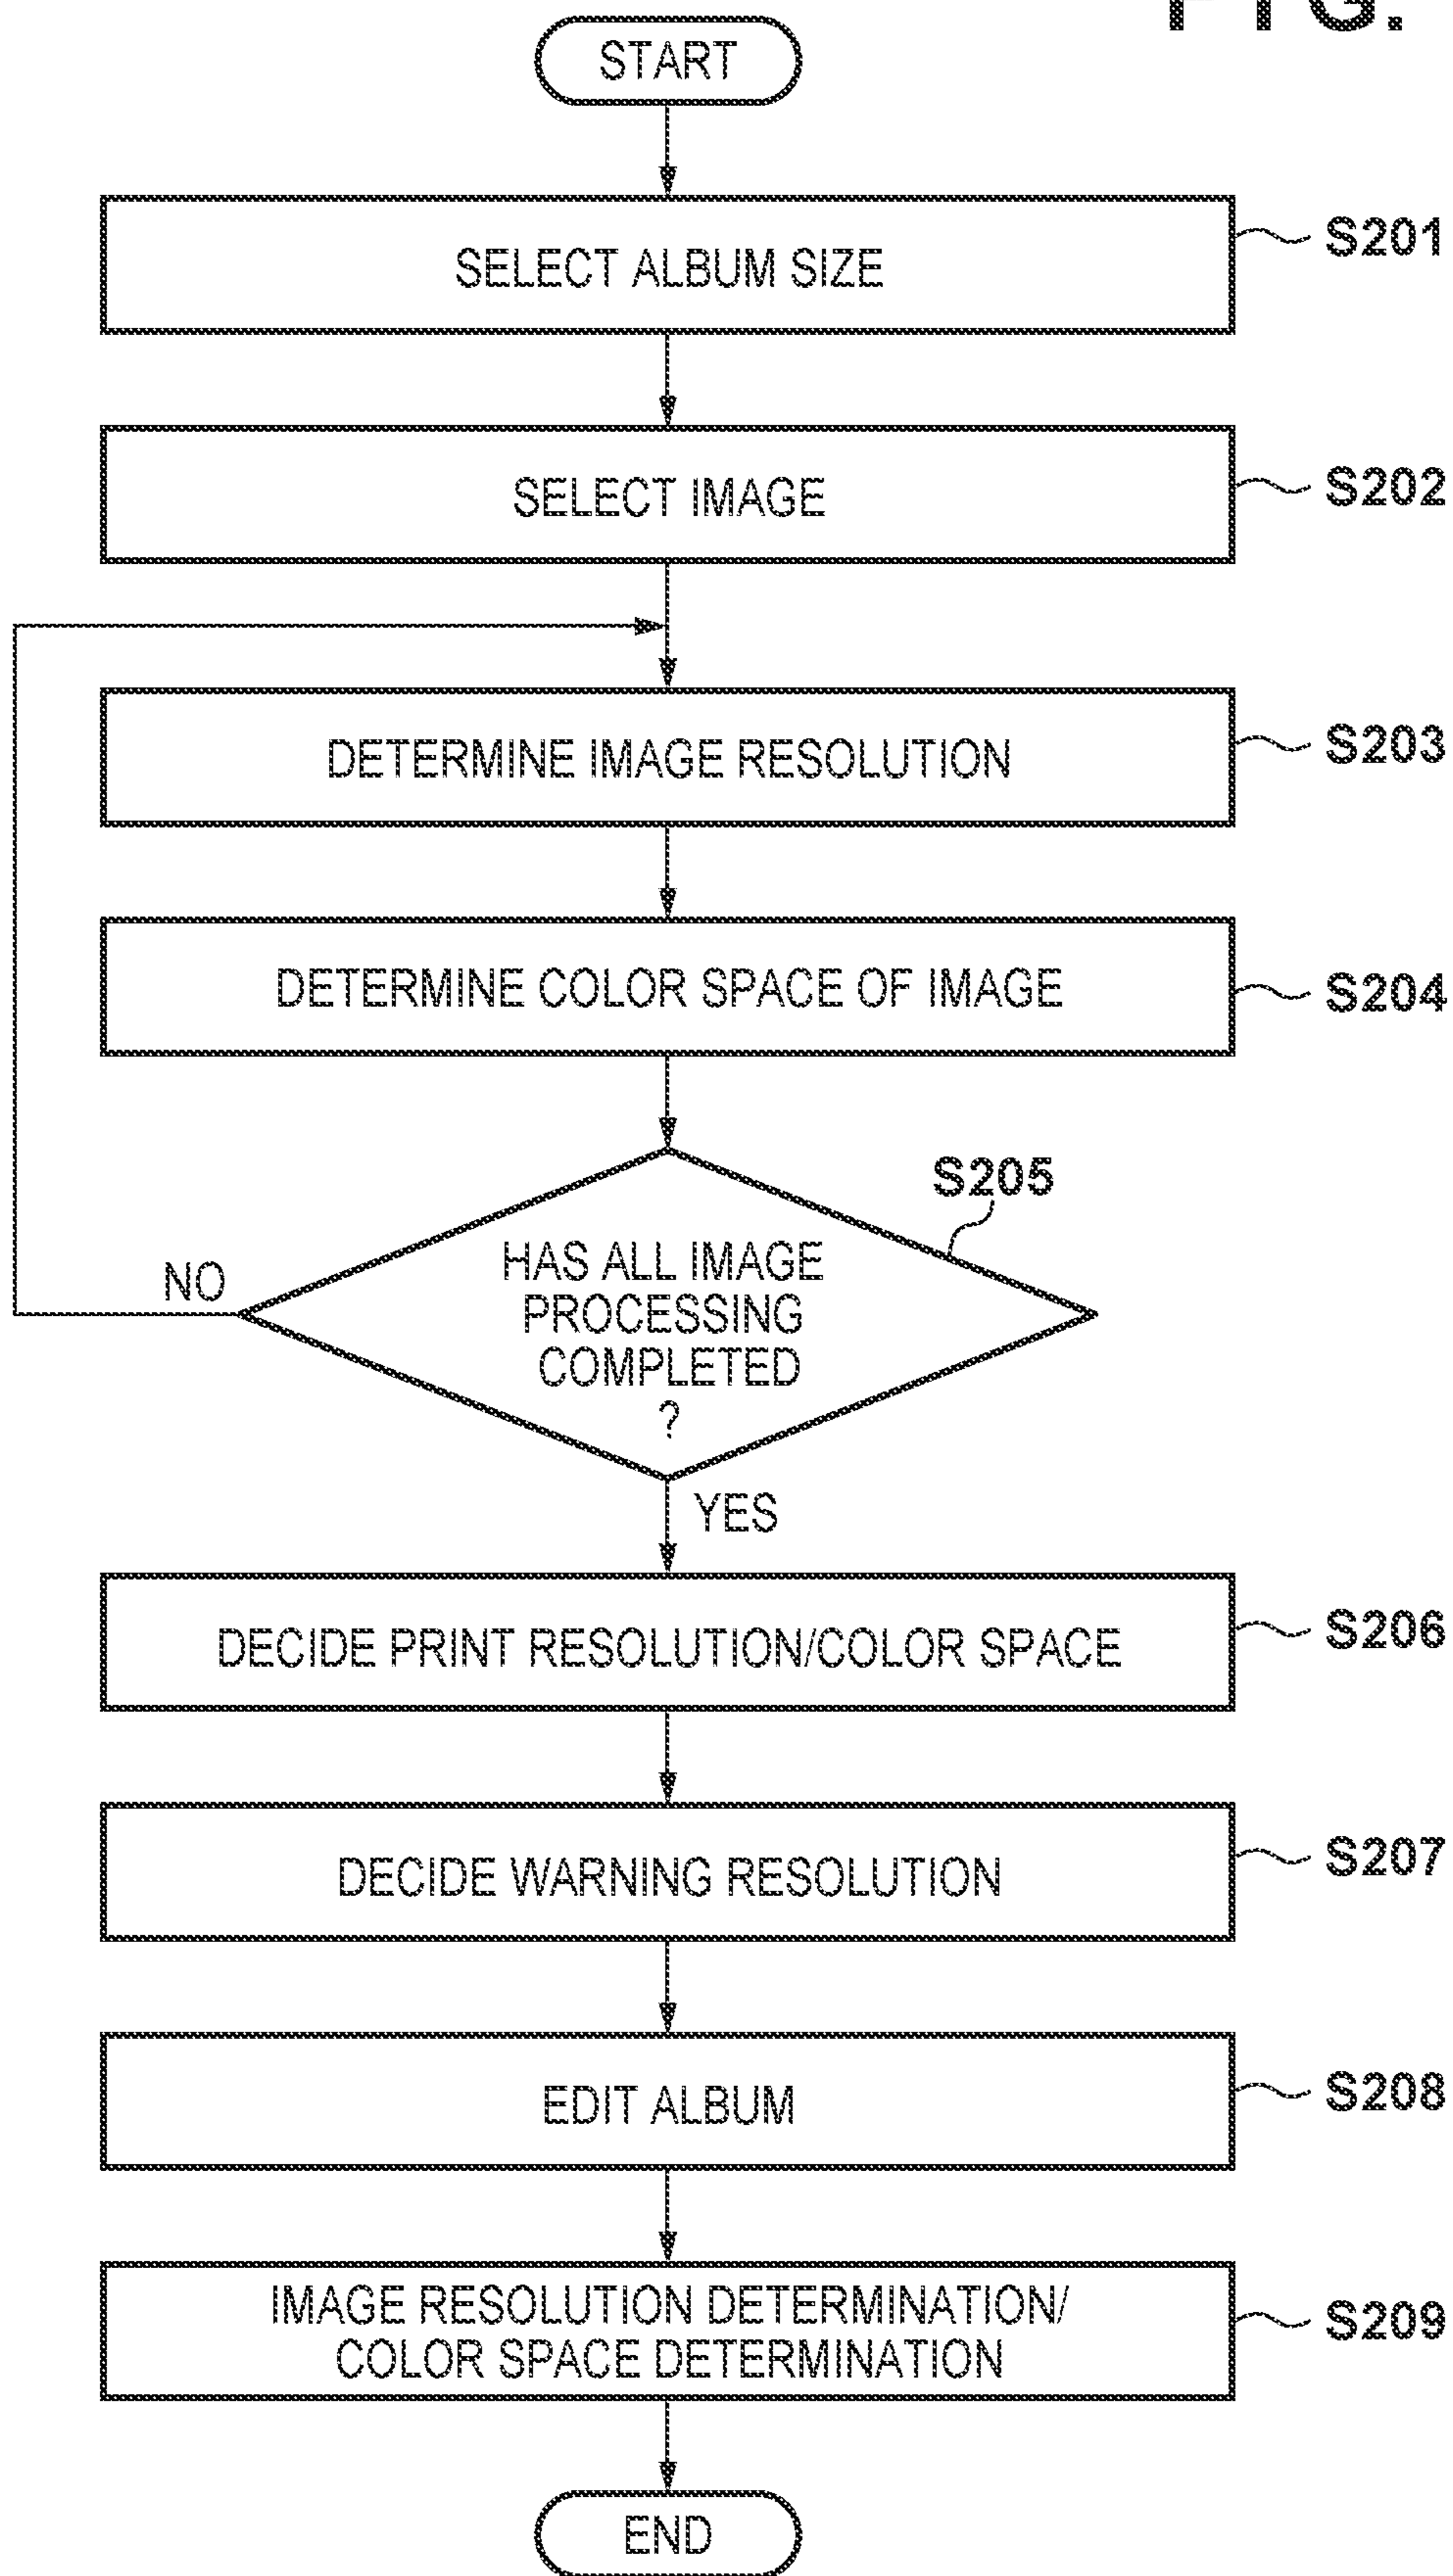 FIG.
START
SELECT ALBUM SIZE
S201
SELECT IMAGE
S202
DETERMINE IMAGE RESOLUTION
S203
DETERMINE COLOR SPACE OF IMAGE
S204
S205
HAS ALL IMAGE
PROCESSING
COMPLETED
?
NO
YES
DECIDE PRINT RESOLUTION/COLOR SPACE
S206
DECIDE WARNING RESOLUTION
S207
EDIT ALBUM
S208
IMAGE RESOLUTION DETERMINATION/
COLOR SPACE DETERMINATION
S209
END